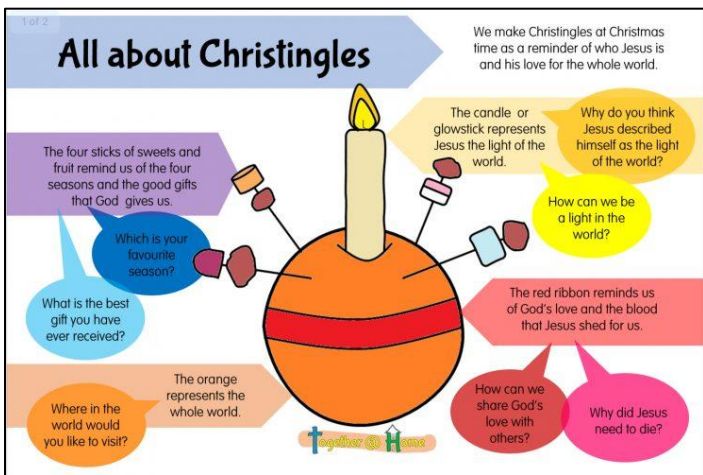 1 of 2
All about Christingles
We make Christingles at Christmas
time as a reminder of who Jesus is
and his love for the whole world.
The candle or
glowstick represents
Jesus the light of the
world.
Why do you think
Jesus described
himself as the light
of the world?
How can we be
a light in the
world?
The four sticks of sweets and
fruit remind us of the four
seasons and the good gifts
that God gives us.
Which is your
favourite
season?
What is the best
gift you have
ever received?
The red ribbon reminds us
of God's love and the blood
that Jesus shed for us.
How can we
share God's
love with
others?
Why did Jesus
need to die?
The orange
represents the
whole world.
Where in the
world would
you like to visit?
Together @ Home